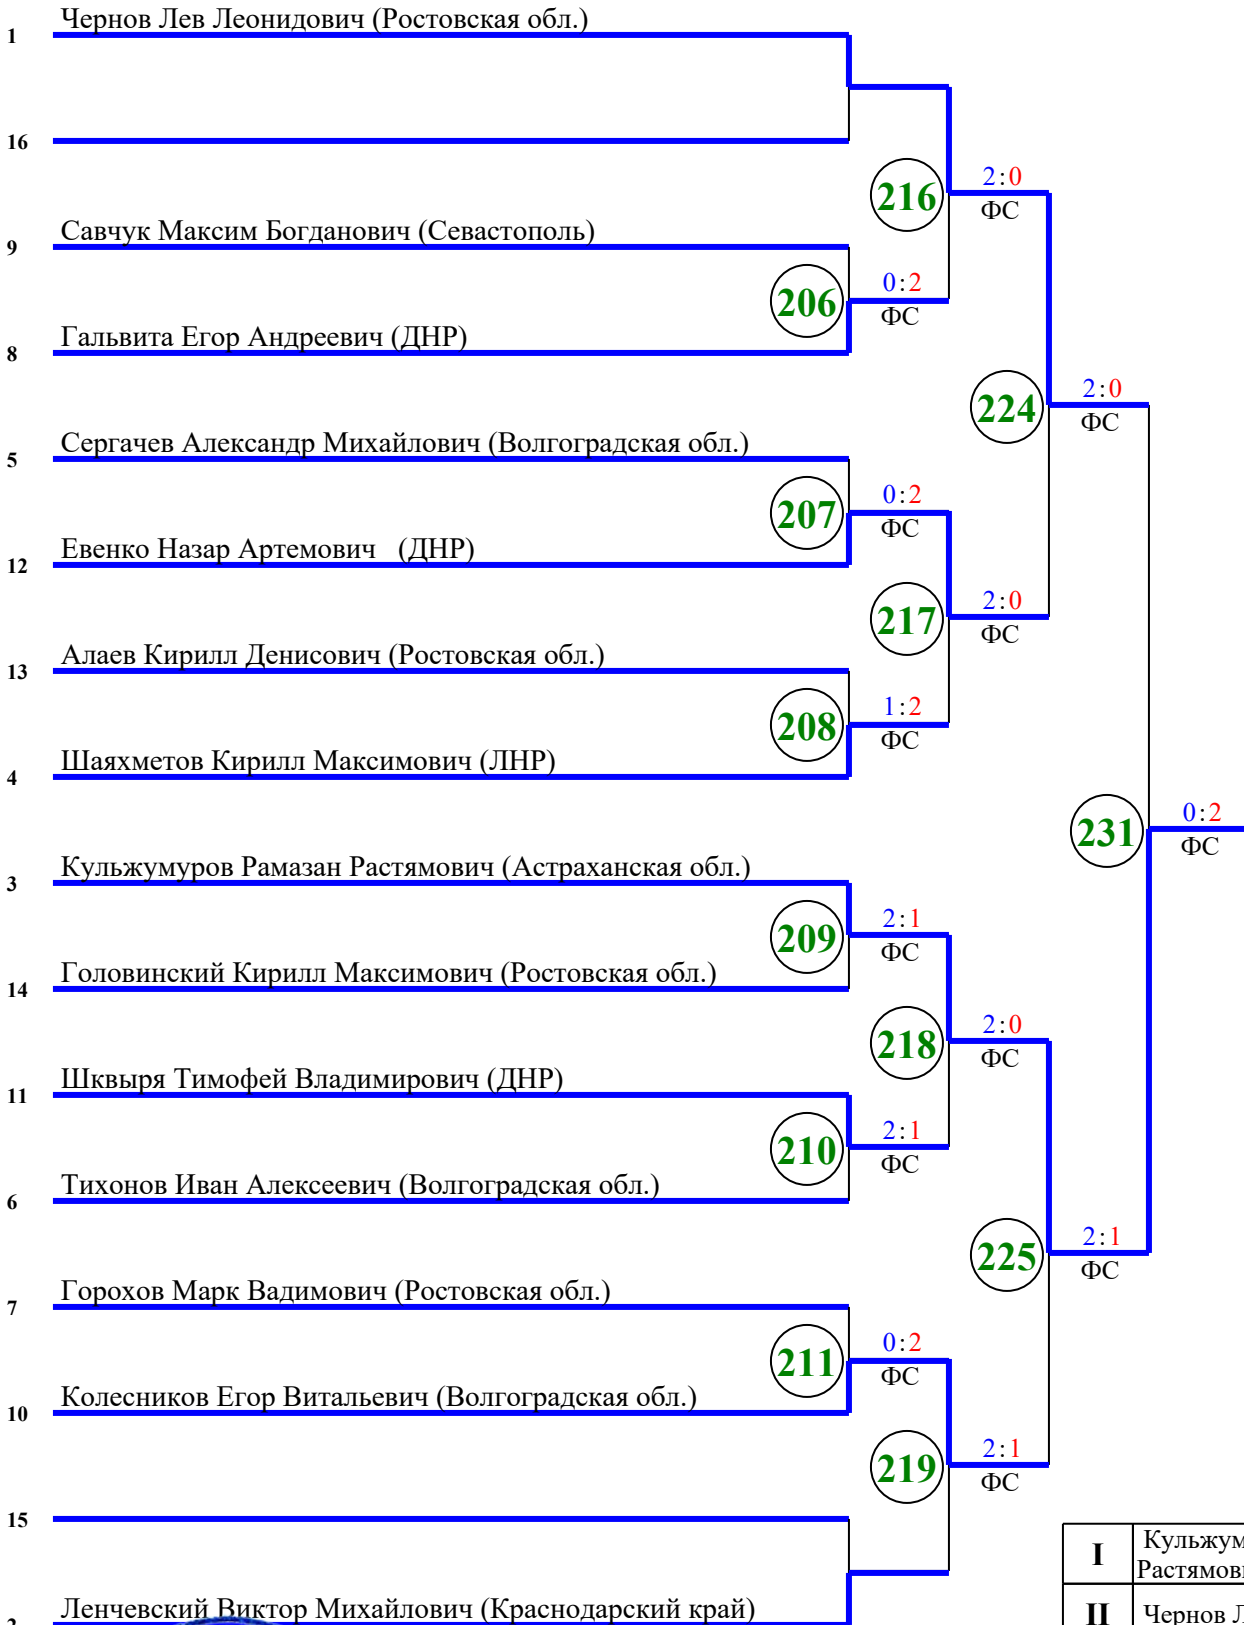 Чернов Лев Леонидович (Ростовская обл.)
1
16
2:0
216
ФС
Савчук Максим Богданович (Севастополь)
9
0:2
206
ФС
Гальвита Егор Андреевич (ДНР)
8
2:0
224
ФС
Сергачев Александр Михайлович (Волгоградская обл.)
5
0:2
207
ФС
Евенко Назар Артемович (ДНР)
12
2:0
217
ФС
Алаев Кирилл Денисович (Ростовская обл.)
13
1:2
208
ФС
Шаяхметов Кирилл Максимович (ЛНР)
4
0:2
231
ФС
Кульжумуров Рамазан Растямович (Астраханская обл.)
3
2:1
209
ФС
Головинский Кирилл Максимович (Ростовская обл.)
14
2:0
218
ФС
Шквыря Тимофей Владимирович (ДНР)
11
2:1
210
ФС
Тихонов Иван Алексеевич (Волгоградская обл.)
6
2:1
225
ФС
Горохов Марк Вадимович (Ростовская обл.)
7
0:2
211
ФС
Колесников Егор Витальевич (Волгоградская обл.)
10
2:1
219
ФС
15
I Кульжум
Растямов
Ленчевский Виктор Михайлович (Краснодарский край)
II Чернов Л